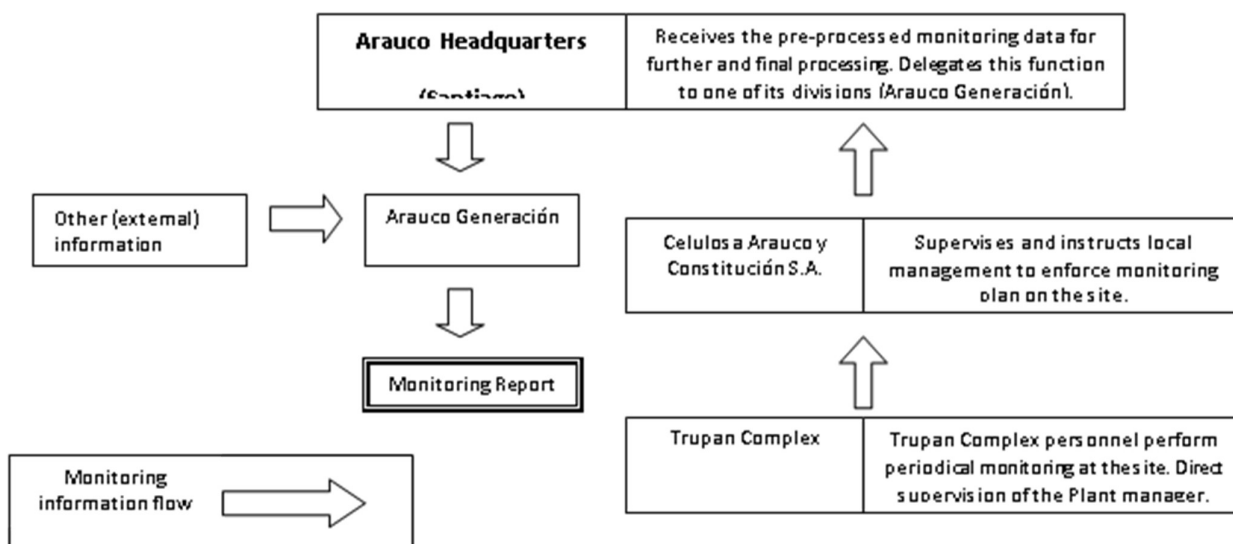 Arauco Headquarters
(Santiago)
Receives the pre-processed monitoring data for
further and final processing. Delegates this function
to one of its divisions (Arauco Generación).
Other (external)
information
Arauco Generación
Celulosa Arauco y
Constitución S.A.
Supervises and instructs local
management to enforce monitoring
plan on the site.
Monitoring Report
Trupan Complex
Trupan Complex personnel perform
periodical monitoring at thesite. Direct
supervision of the Plant manager.
Monitoring
information flow